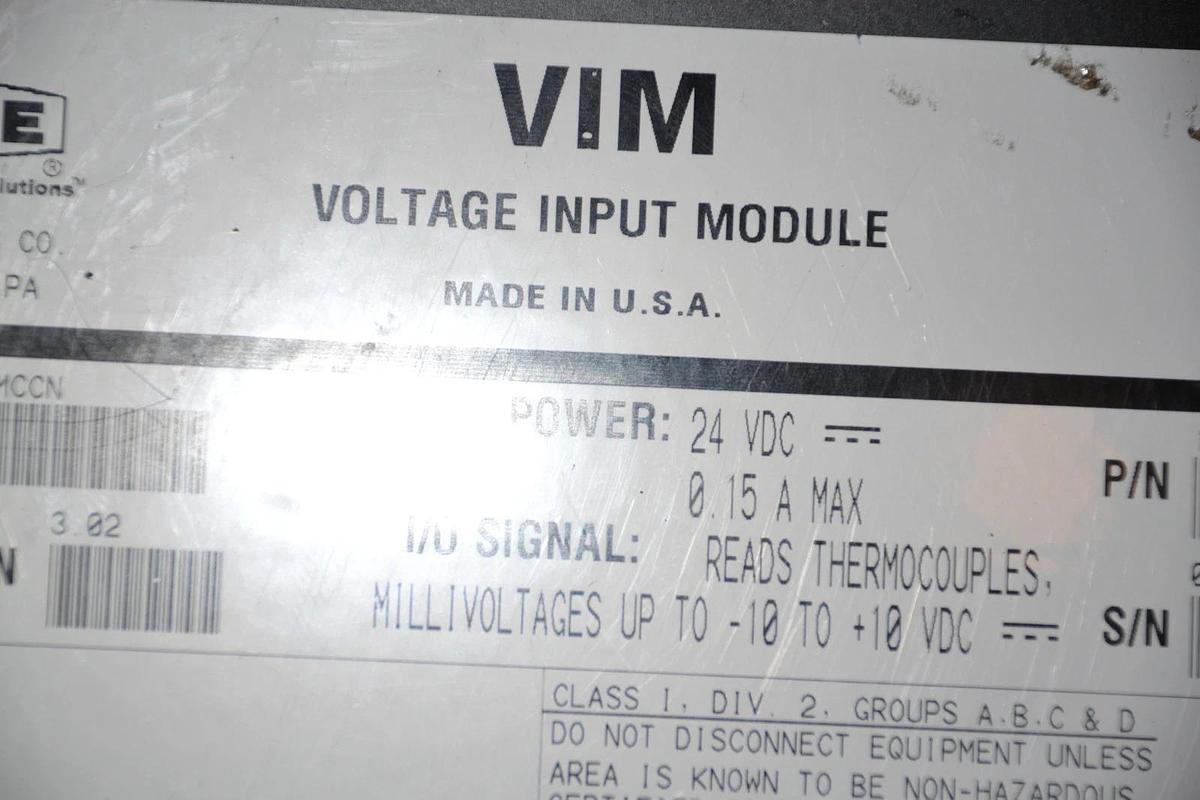 E
®
lutions™
CO.
PA
VIM
VOLTAGE INPUT MODULE
MADE IN U.S.A.
MCCN
3.02
N
POWER: 24 VDC
0.15 A MAX
I/O SIGNAL: READS THERMOCOUPLES,
MILLIVOLTAGES UP TO -10 TO +10 VDC
P/N
S/N
CLASS I, DIV. 2, GROUPS A.B.C & D
DO NOT DISCONNECT EQUIPMENT UNLESS
AREA IS KNOWN TO BE NON-HAZARDOUS